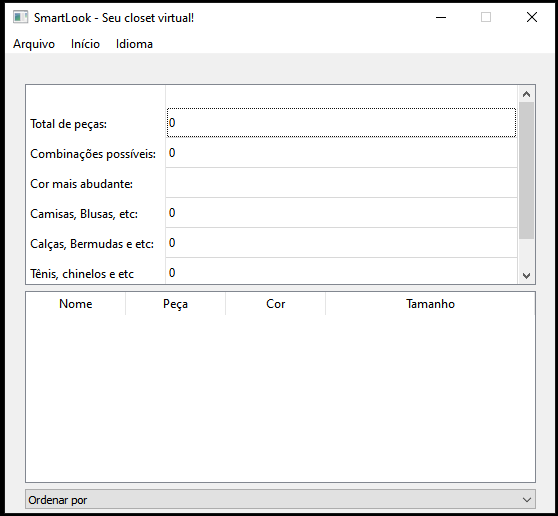 SmartLook - Seu closet virtual!
Arquivo Início Idioma
Total de peças: 0
Combinações possíveis: 0
Cor mais abudante:
Camisas, Blusas, etc: 0
Calças, Bermudas e etc: 0
Tênis, chinelos e etc 0
Nome Peça Cor Tamanho
Ordenar por